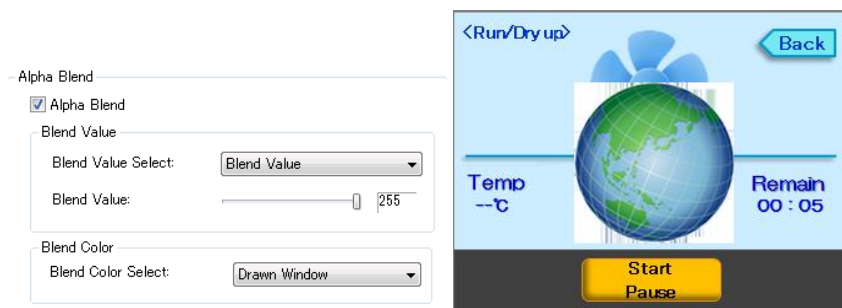 Alpha Blend
Alpha Blend
Blend Value
Blend Value Select: Blend Value
Blend Value: 255
Blend Color
Blend Color Select: Drawn Window
<Run/Dry up>
Back
Temp
--℃
Remain
00 : 05
Start
Pause